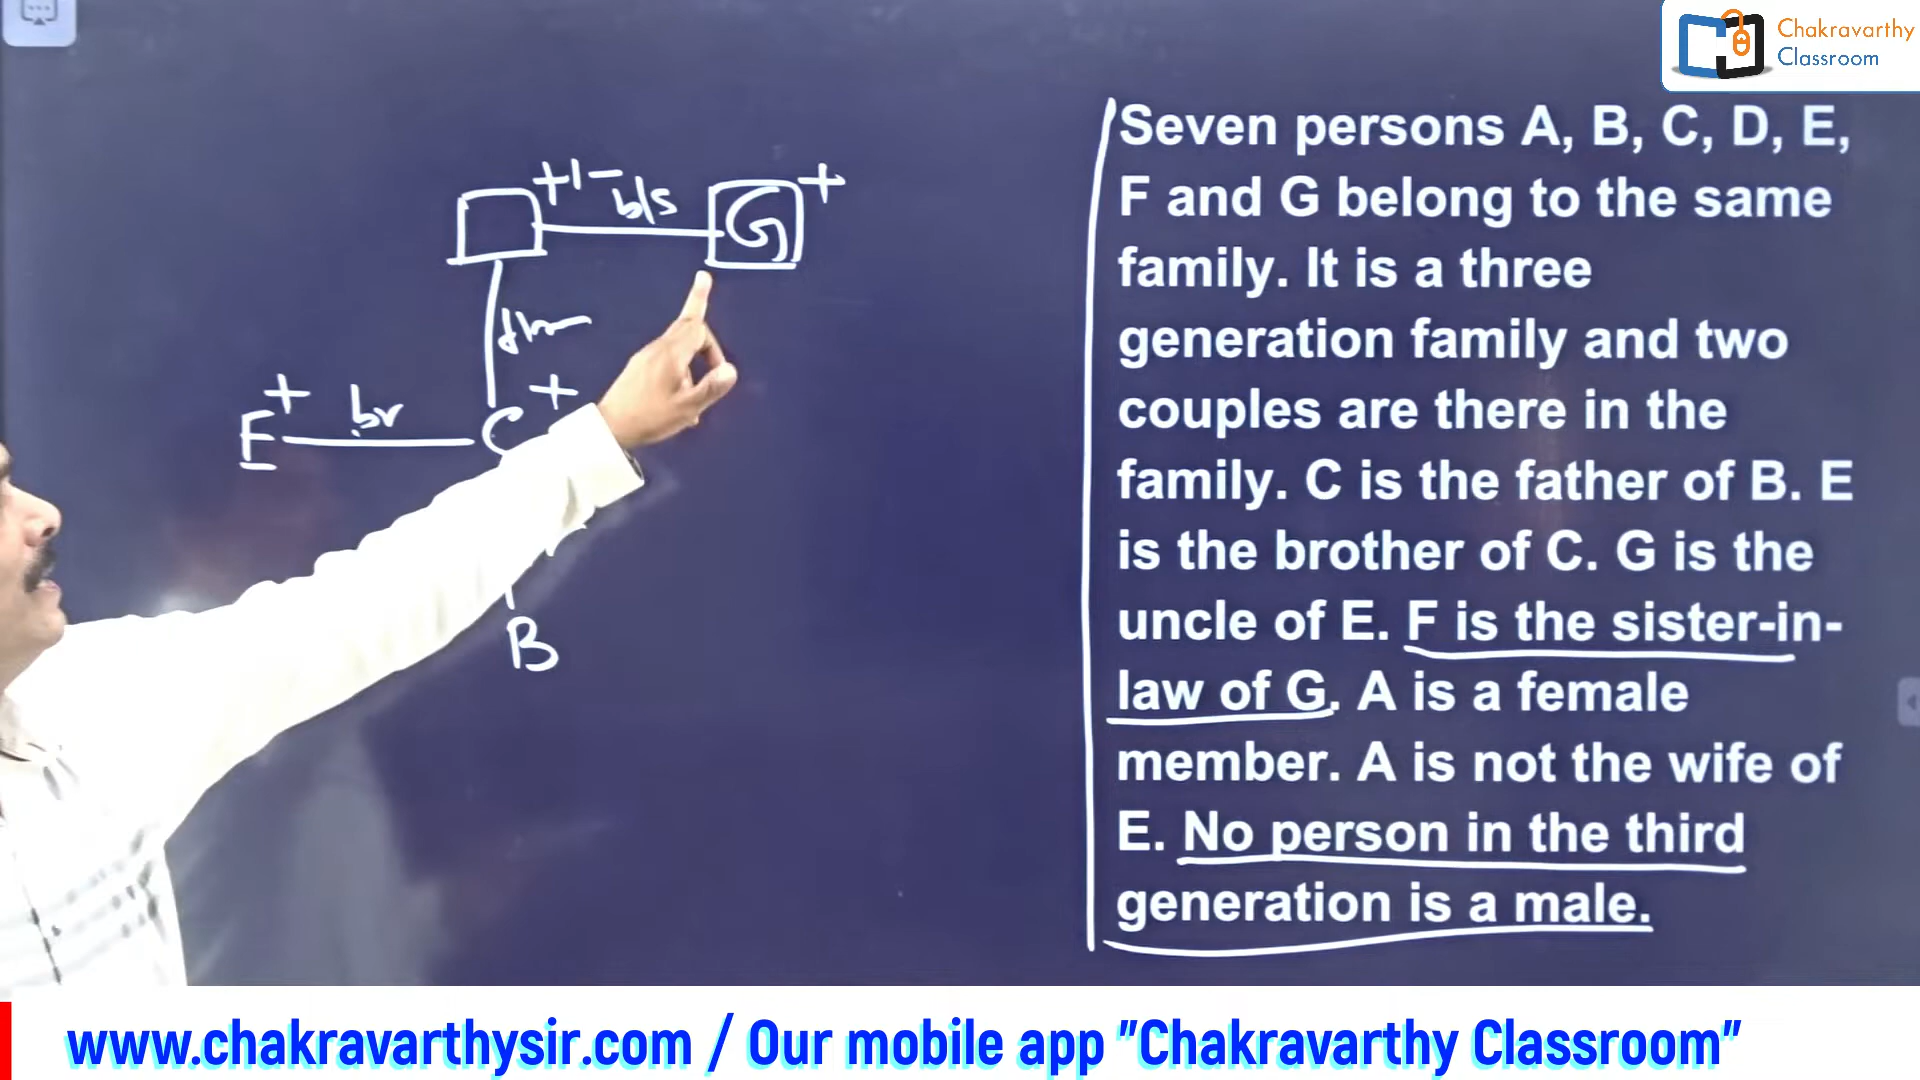 Chakravarthy
Classroom
Seven persons A, B, C, D, E,
F and G belong to the same
family. It is a three
generation family and two
couples are there in the
family. C is the father of B. E
is the brother of C. G is the
uncle of E. F is the sister-in-
law of G. A is a female
member. A is not the wife of
E. No person in the third
generation is a male.
+/- b/s G +
+ +
E br C
B
www.chakravarthysir.com / Our mobile app "Chakravarthy Classroom"